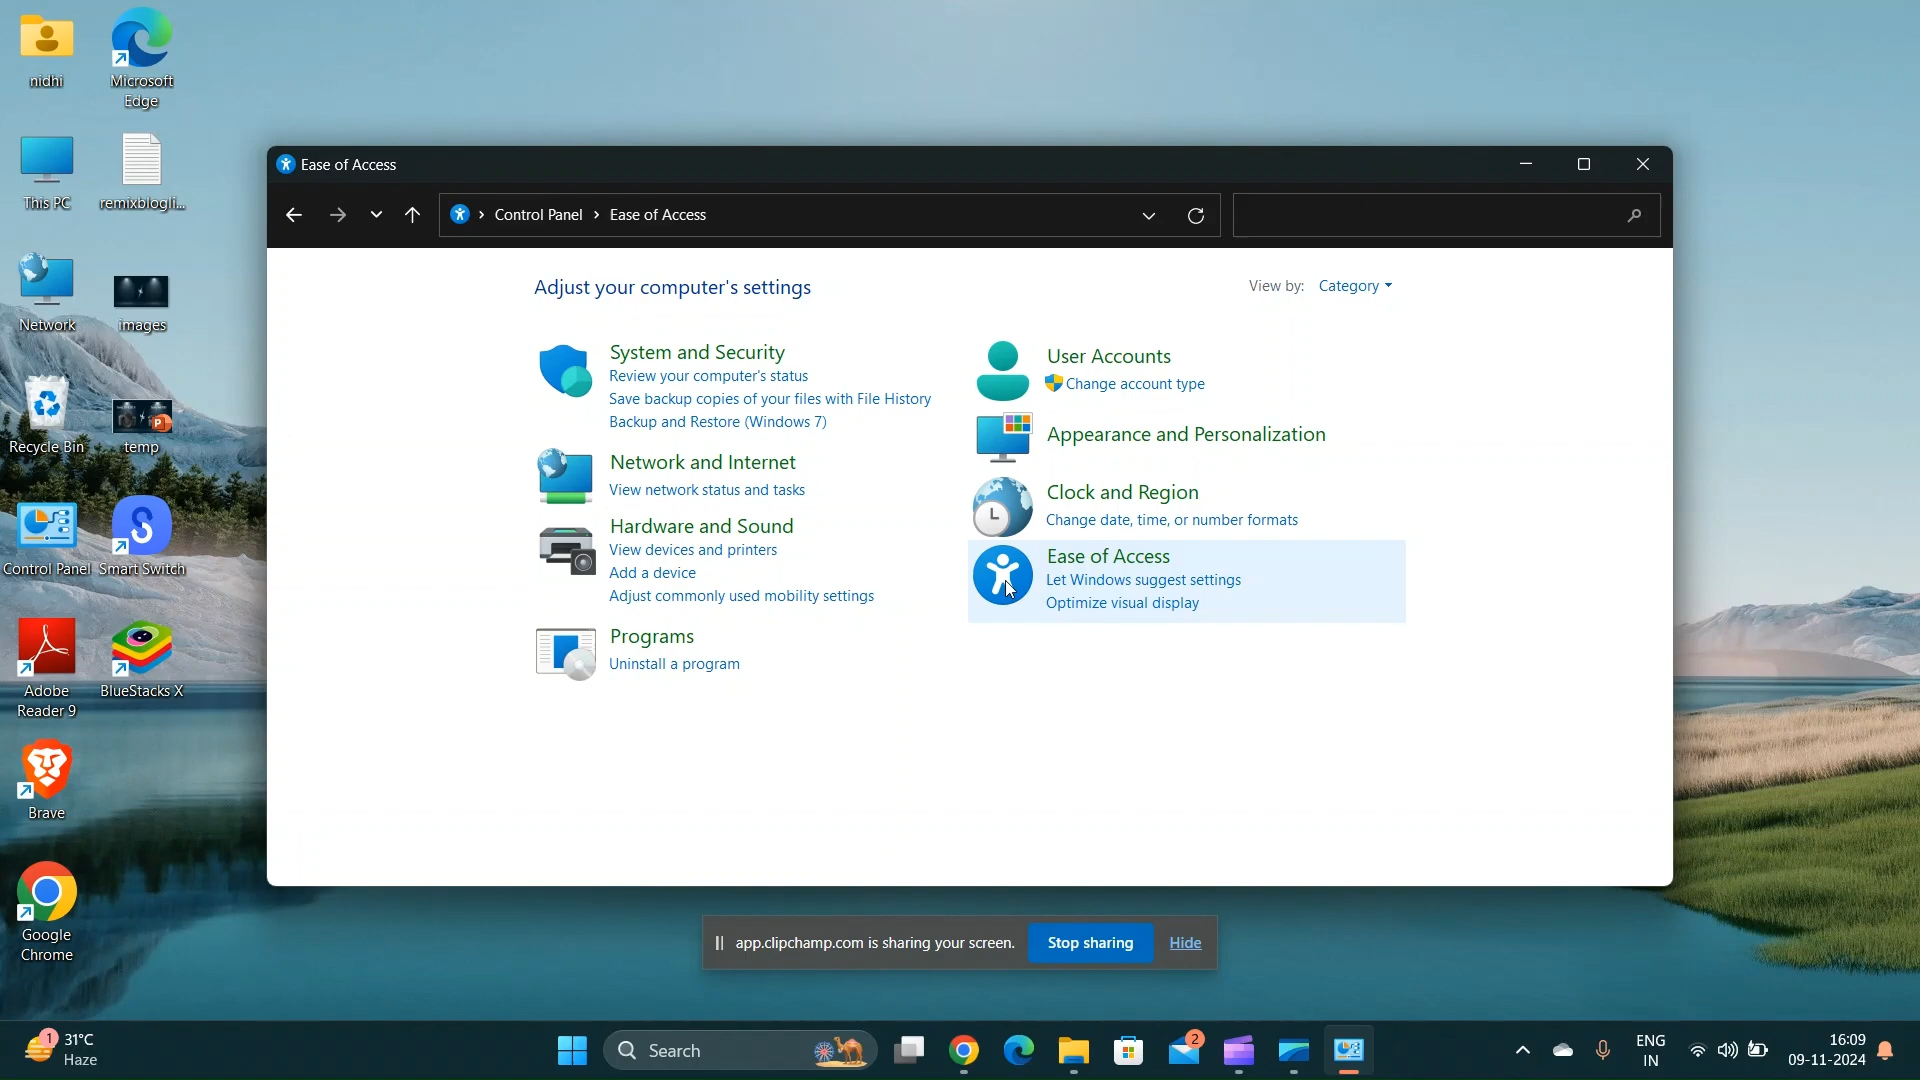 nidhi
Microsoft
Edge
This PC
remixblogli...
Network
images
Recycle Bin
temp
Control Panel
Smart Switch
Adobe
Reader 9
BlueStacks X
Brave
Google
Chrome
Ease of Access
Control Panel > Ease of Access
Adjust your computer's settings
View by: Category
System and Security
Review your computer's status
Save backup copies of your files with File History
Backup and Restore (Windows 7)
Network and Internet
View network status and tasks
Hardware and Sound
View devices and printers
Add a device
Adjust commonly used mobility settings
Programs
Uninstall a program
User Accounts
Change account type
Appearance and Personalization
Clock and Region
Change date, time, or number formats
Ease of Access
Let Windows suggest settings
Optimize visual display
app.clipchamp.com is sharing your screen. Stop sharing Hide
1
31°C
Haze
Search
2
ENG
IN
16:09
09-11-2024